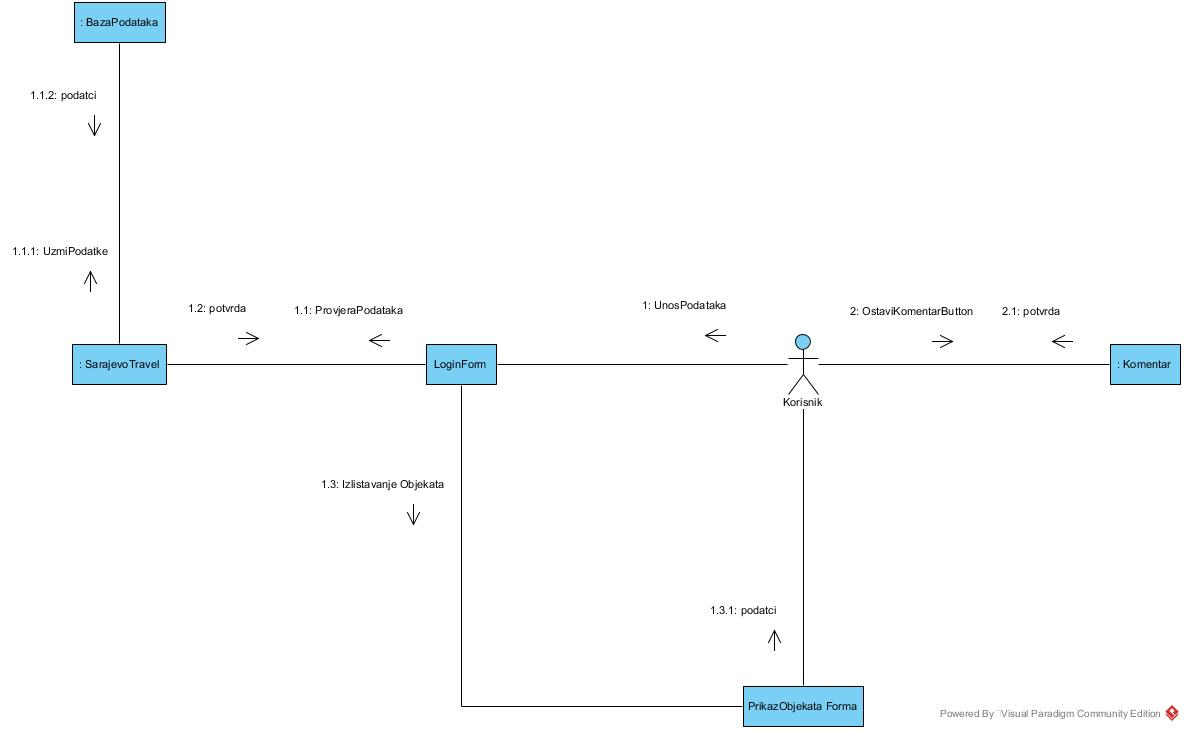 : BazaPodataka
1.1.2: podatci
1.1.1: UzmiPodatke
1.2: potvrda
1.1: ProvjeraPodataka
1: UnosPodataka
2: OstaviKomentarButton
2.1: potvrda
: SarajevoTravel
LoginForm
: Komentar
Korisnik
1.3: Izlistavanje Objekata
1.3.1: podatci
PrikazObjekata Forma
Powered By Visual Paradigm Community Edition